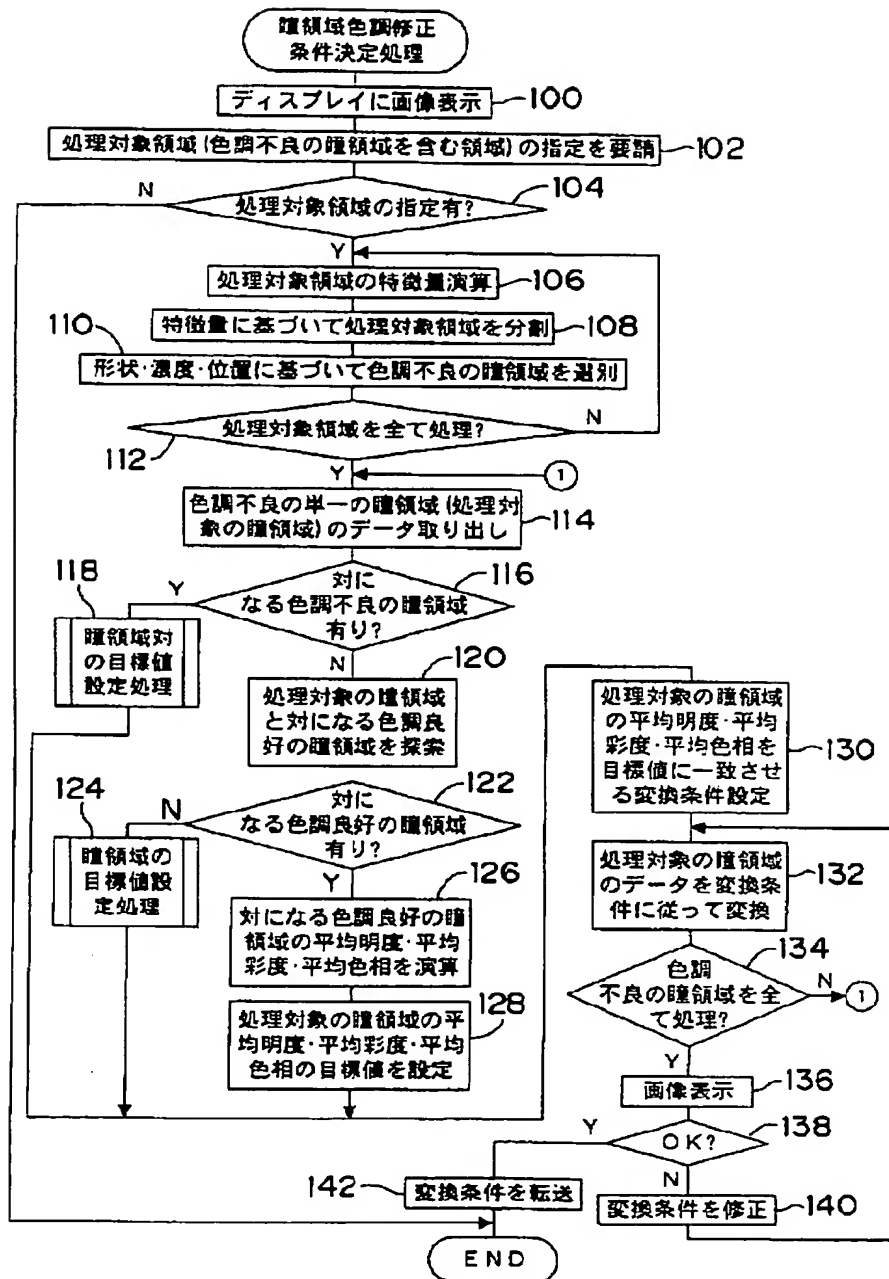 瞳領域色調修正
条件決定処理
ディスプレイに画像表示
100
処理対象領域(色調不良の瞳領域を含む領域)の指定を要請
102
N
104
処理対象領域の指定有?
Y
処理対象領域の特徴量演算
106
特徴量に基づいて処理対象領域を分割
108
110
形状・濃度・位置に基づいて色調不良の瞳領域を選別
処理対象領域を全て処理?
N
112
Y
1
色調不良の単一の瞳領域(処理対
象の瞳領域)のデータ取り出し
114
118
Y
対に
なる色調不良の瞳領域
有り?
116
瞳領域対
の目標値
設定処理
N
120
処理対象の瞳領域
と対になる色調良
好の瞳領域を探索
124
N
対に
なる色調良好の瞳領域
有り?
122
瞳領域の
目標値設
定処理
Y
126
対になる色調良好の瞳
領域の平均明度・平均
彩度・平均色相を演算
処理対象の瞳領域の平
均明度・平均彩度・平均
色相の目標値を設定
128
処理対象の瞳領域
の平均明度・平均
彩度・平均色相を
目標値に一致させ
る変換条件設定
130
処理対象の瞳領域
のデータを変換条
件に従って変換
132
134
色調
不良の瞳領域を全
て処理?
N
1
Y
画像表示
136
Y
OK?
138
N
142
変換条件を転送
変換条件を修正
140
END